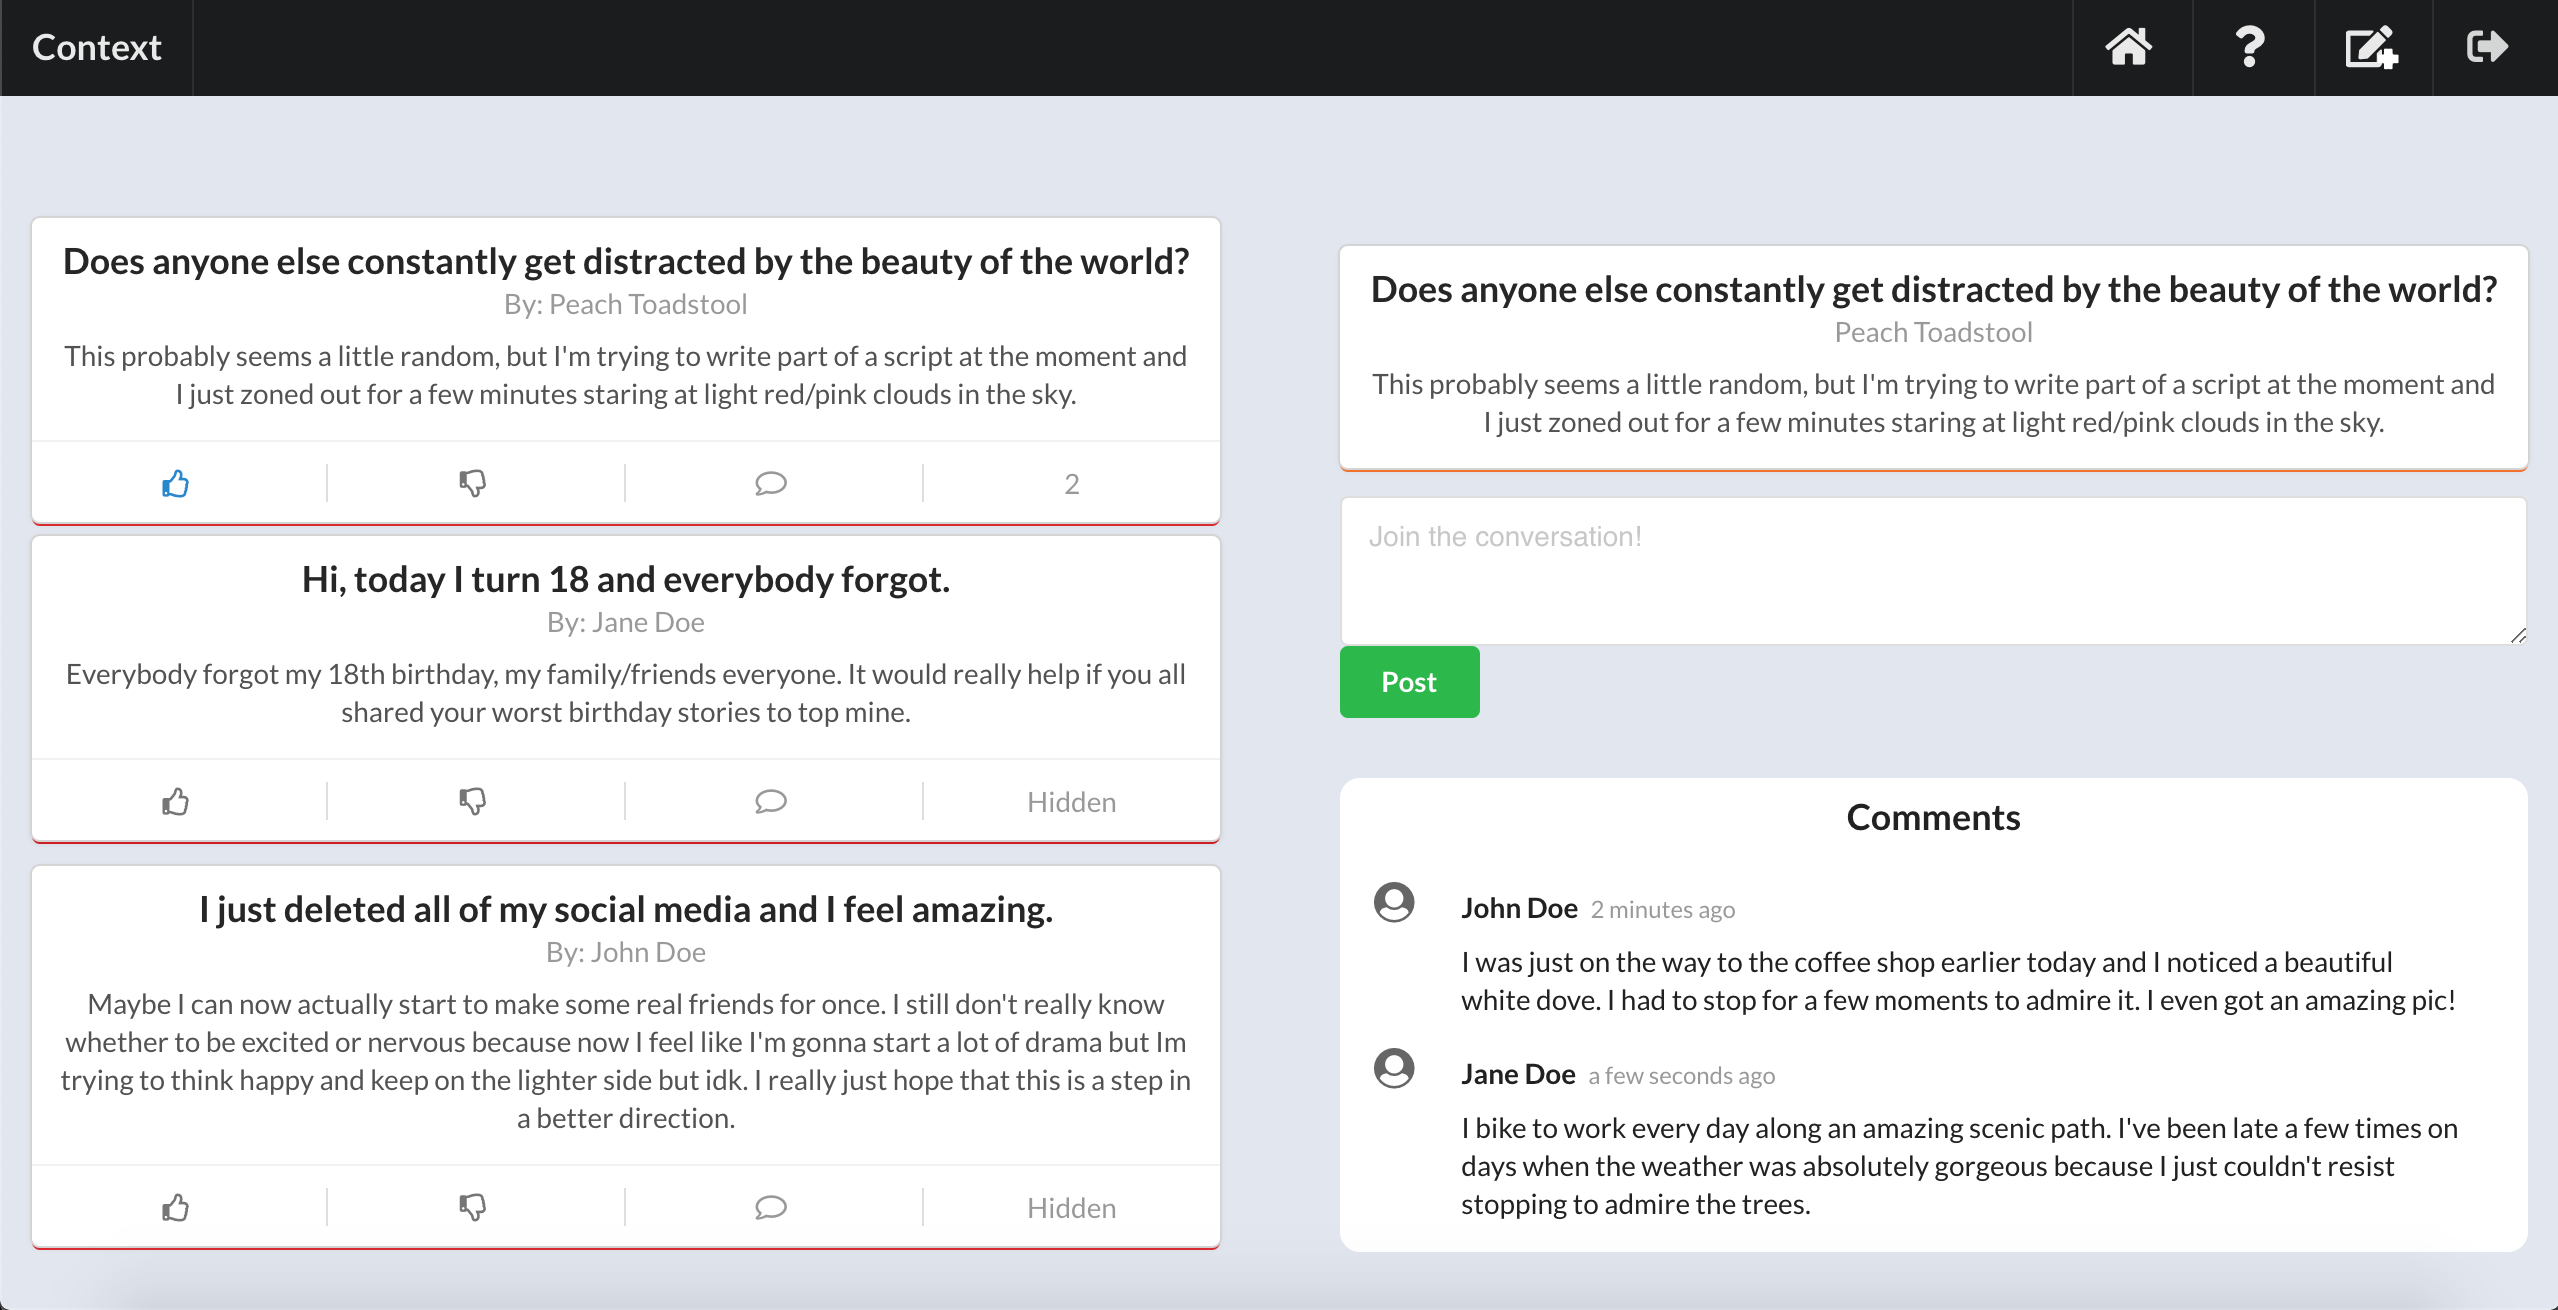 Context
Does anyone else constantly get distracted by the beauty of the world?
By: Peach Toadstool
This probably seems a little random, but I'm trying to write part of a script at the moment and
I just zoned out for a few minutes staring at light red/pink clouds in the sky.
2
Hi, today I turn 18 and everybody forgot.
By: Jane Doe
Everybody forgot my 18th birthday, my family/friends everyone. It would really help if you all
shared your worst birthday stories to top mine.
Hidden
I just deleted all of my social media and I feel amazing.
By: John Doe
Maybe I can now actually start to make some real friends for once. I still don't really know
whether to be excited or nervous because now I feel like I'm gonna start a lot of drama but Im
trying to think happy and keep on the lighter side but idk. I really just hope that this is a step in
a better direction.
Hidden
Does anyone else constantly get distracted by the beauty of the world?
Peach Toadstool
This probably seems a little random, but I'm trying to write part of a script at the moment and
I just zoned out for a few minutes staring at light red/pink clouds in the sky.
Join the conversation!
Post
Comments
John Doe 2 minutes ago
I was just on the way to the coffee shop earlier today and I noticed a beautiful
white dove. I had to stop for a few moments to admire it. I even got an amazing pic!
Jane Doe a few seconds ago
I bike to work every day along an amazing scenic path. I've been late a few times on
days when the weather was absolutely gorgeous because I just couldn't resist
stopping to admire the trees.